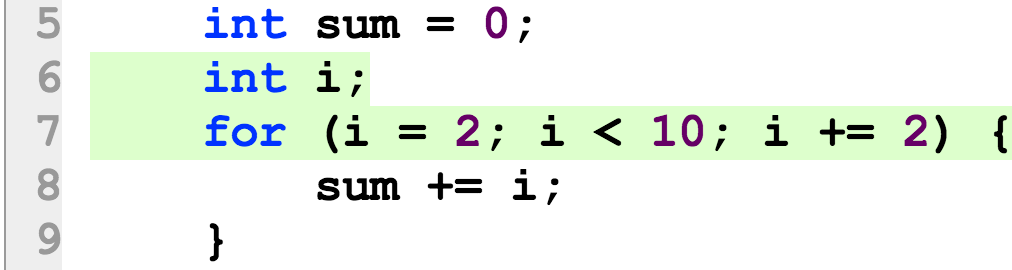 5 int sum = 0;
6 int i;
7 for (i = 2; i < 10; i += 2) {
8 sum += i;
9 }